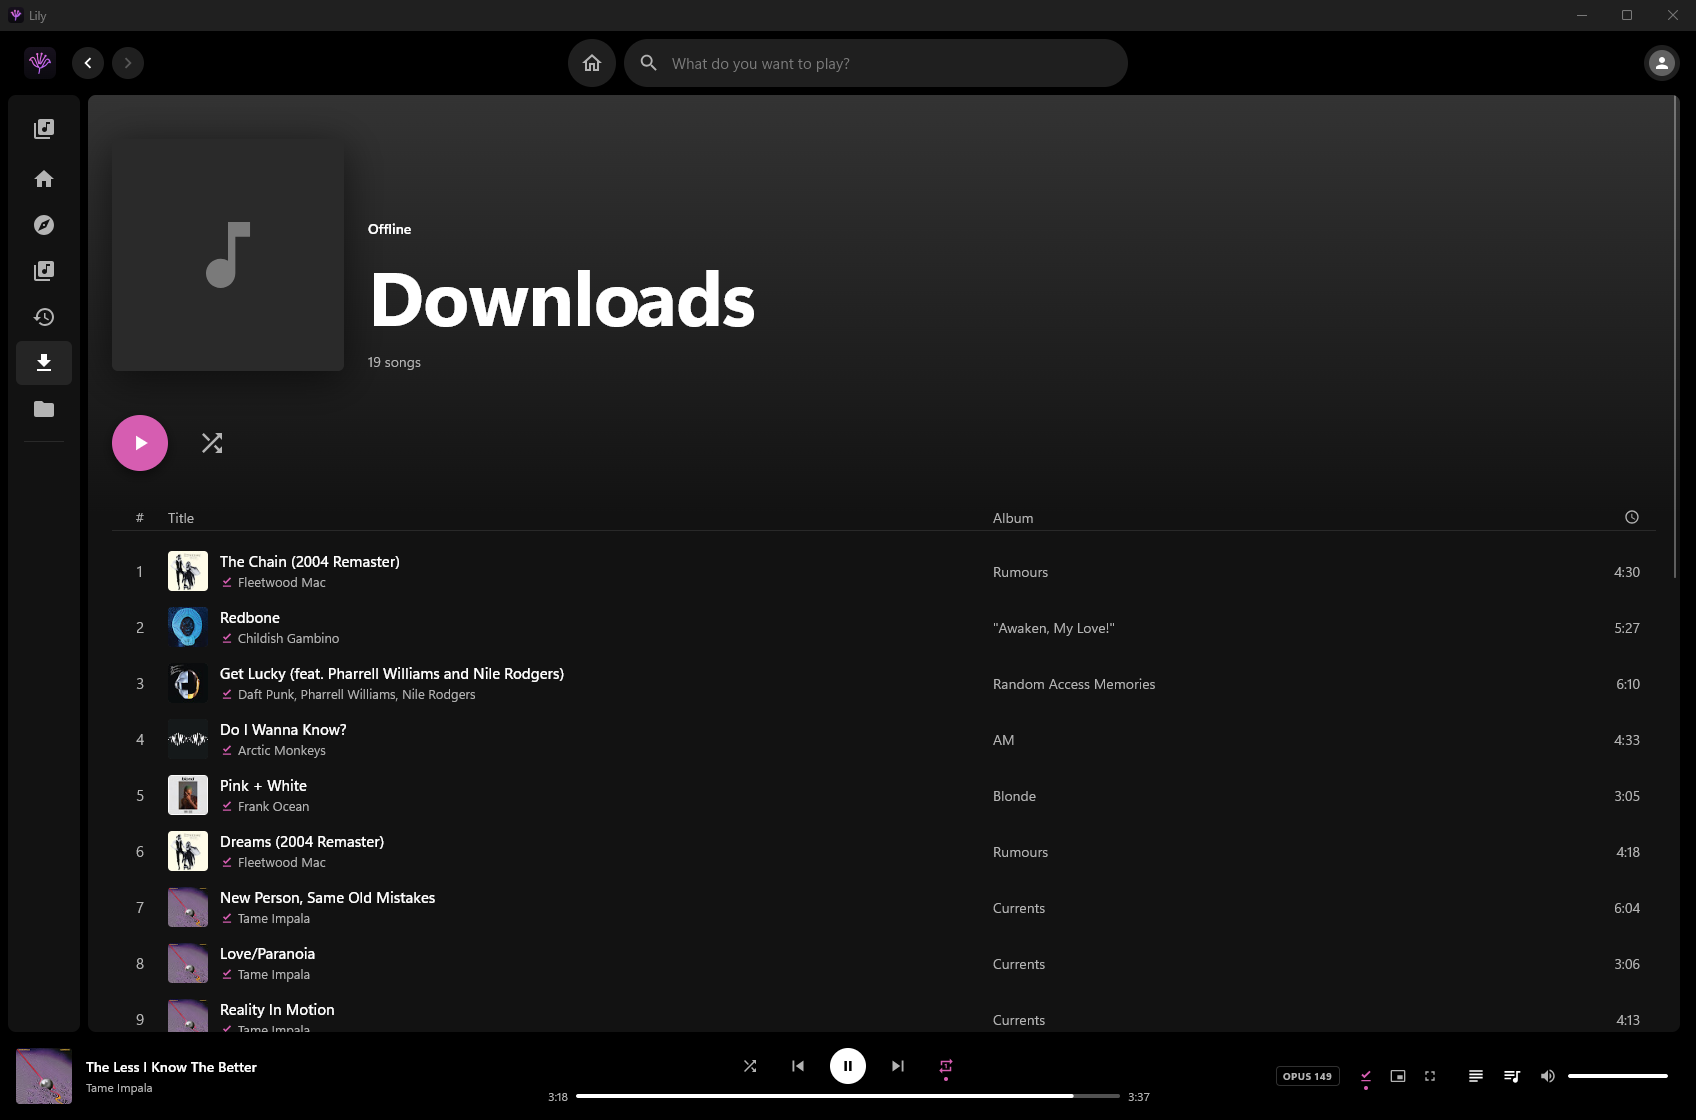 Lily
What do you want to play?
Offline
Downloads
19 songs
# Title Album
1 The Chain (2004 Remaster) Rumours 4:30
Fleetwood Mac
2 Redbone "Awaken, My Love!" 5:27
Childish Gambino
3 Get Lucky (feat. Pharrell Williams and Nile Rodgers) Random Access Memories 6:10
Daft Punk, Pharrell Williams, Nile Rodgers
4 Do I Wanna Know? AM 4:33
Arctic Monkeys
5 Pink + White Blonde 3:05
Frank Ocean
6 Dreams (2004 Remaster) Rumours 4:18
Fleetwood Mac
7 New Person, Same Old Mistakes Currents 6:04
Tame Impala
8 Love/Paranoia Currents 3:06
Tame Impala
9 Reality In Motion Currents 4:13
Tame Impala
The Less I Know The Better
Tame Impala
3:18 3:37
OPUS 149